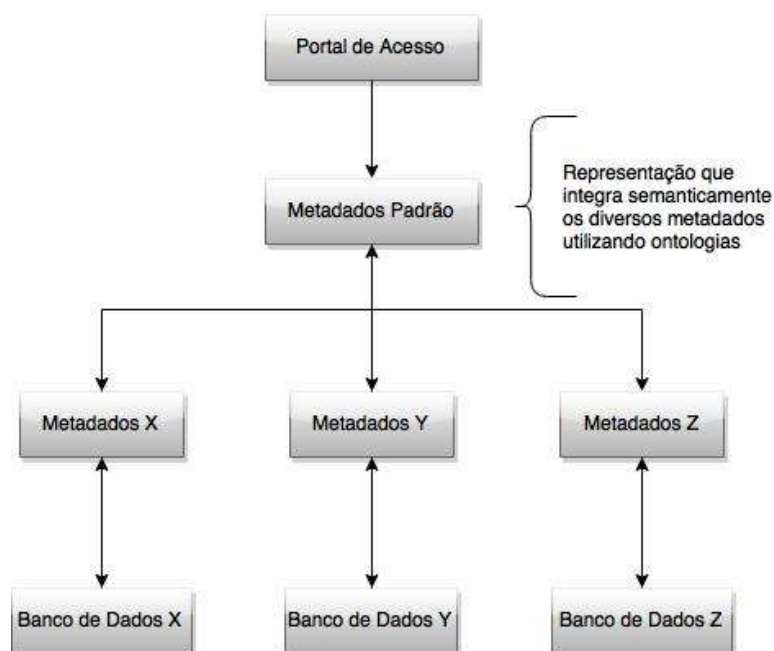 Portal de Acesso
Metadados Padrão
Representação que
integra semanticamente
os diversos metadados
utilizando ontologias
Metadados X
Metadados Y
Metadados Z
Banco de Dados X
Banco de Dados Y
Banco de Dados Z